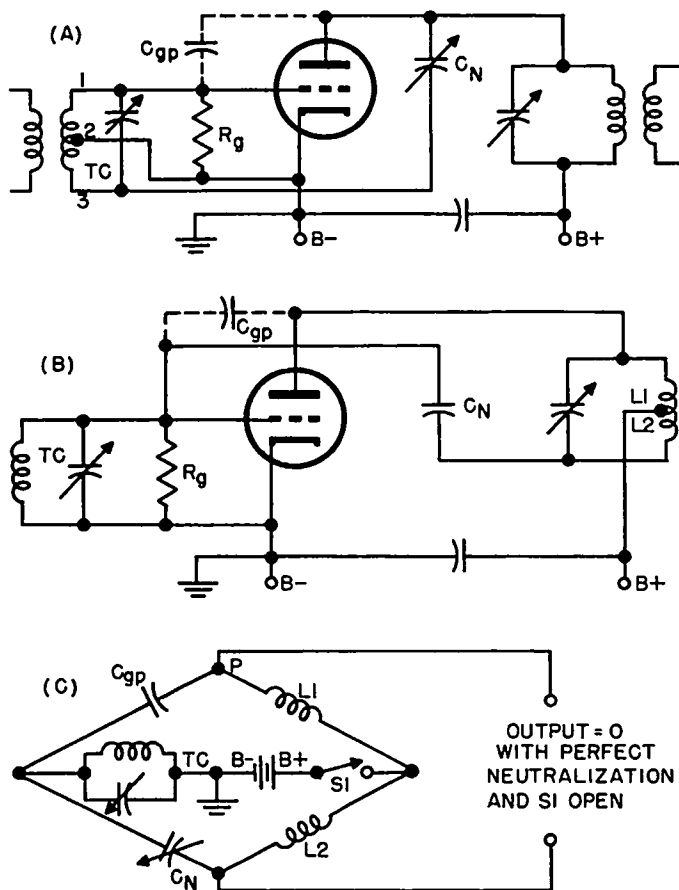 (A)
Cgp
CN
1
2
TC
3
Rg
B-
B+
(B)
Cgp
CN
L1
L2
TC
Rg
B-
B+
(C)
Cgp
P
L1
TC
B-
B+
S1
CN
L2
OUTPUT = 0
WITH PERFECT
NEUTRALIZATION
AND S1 OPEN